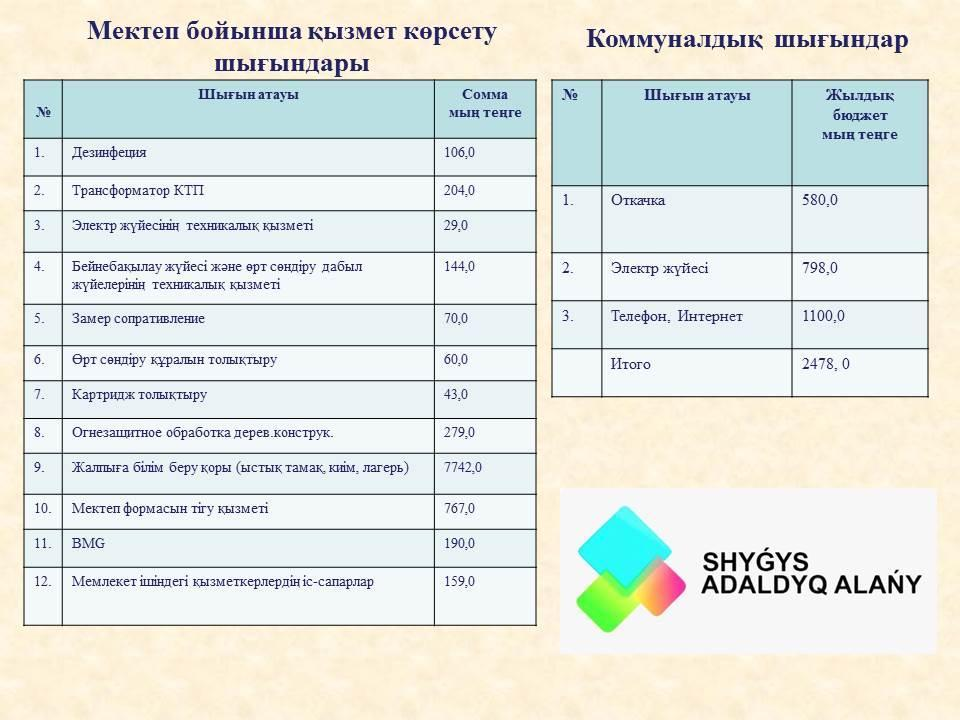 Мектеп бойынша қызмет көрсету
шығындары
№
Шығын атауы
Сомма
мың теңге
1. Дезинфеция 106,0
2. Трансформатор КТП 204,0
3. Электр жүйесінің техникалық қызметі 29,0
4. Бейнебақылау жүйесі және өрт сөндіру дабыл
жүйелерінің техникалық қызметі 144,0
5. Замер сопративление 70,0
6. Өрт сөндіру құралын толықтыру 60,0
7. Картридж толықтыру 43,0
8. Огнезащитное обработка дерев.конструк. 279,0
9. Жалпыға білім беру қоры (ыстық тамақ, киім, лагерь) 7742,0
10. Мектеп формасын тігу қызметі 767,0
11. BMG 190,0
12. Мемлекет ішіндегі қызметкерлердің іс-сапарлар 159,0
Коммуналдық шығындар
№
Шығын атауы
Жылдық
бюджет
мың теңге
1. Откачка 580,0
2. Электр жүйесі 798,0
3. Телефон, Интернет 1100,0
Итого 2478, 0
SHYǴYS
ADALDYQ ALAŃY